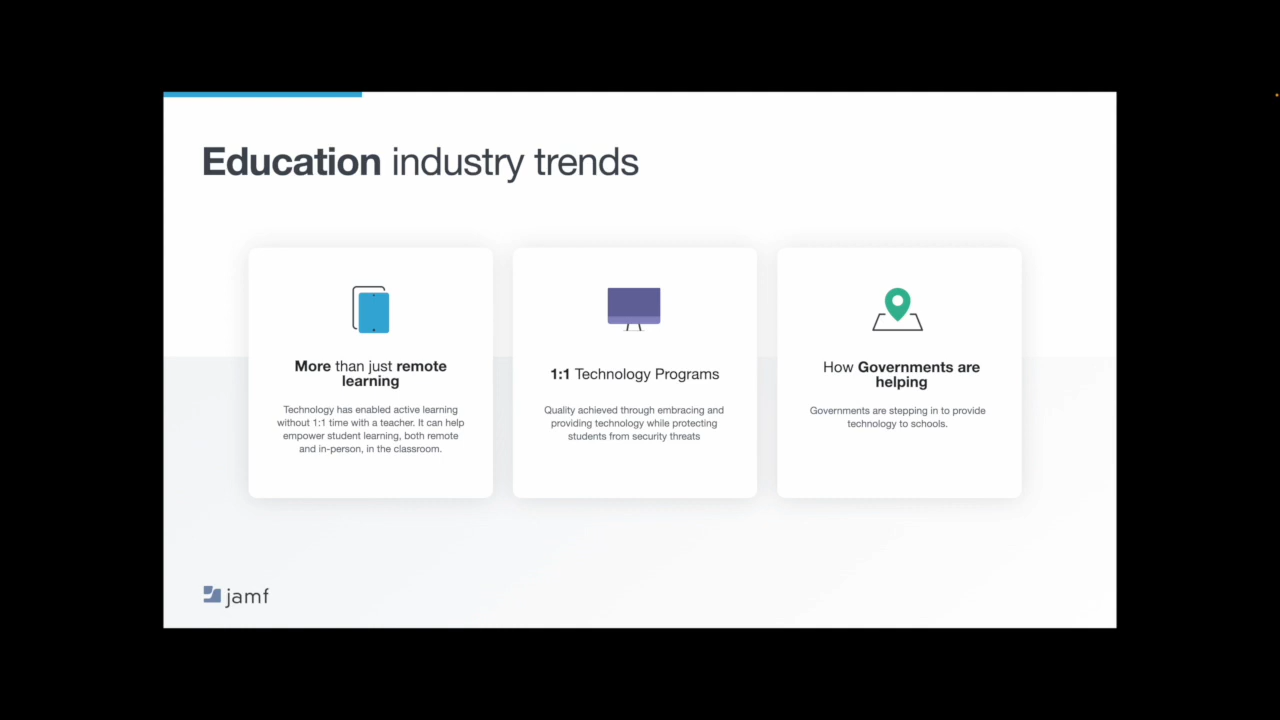 Education industry trends
More than just remote
learning
Technology has enabled active learning
without 1:1 time with a teacher. It can help
empower student learning, both remote
and in-person, in the classroom.
1:1 Technology Programs
Quality achieved through embracing and
providing technology while protecting
students from security threats
How Governments are
helping
Governments are stepping in to provide
technology to schools.
jamf